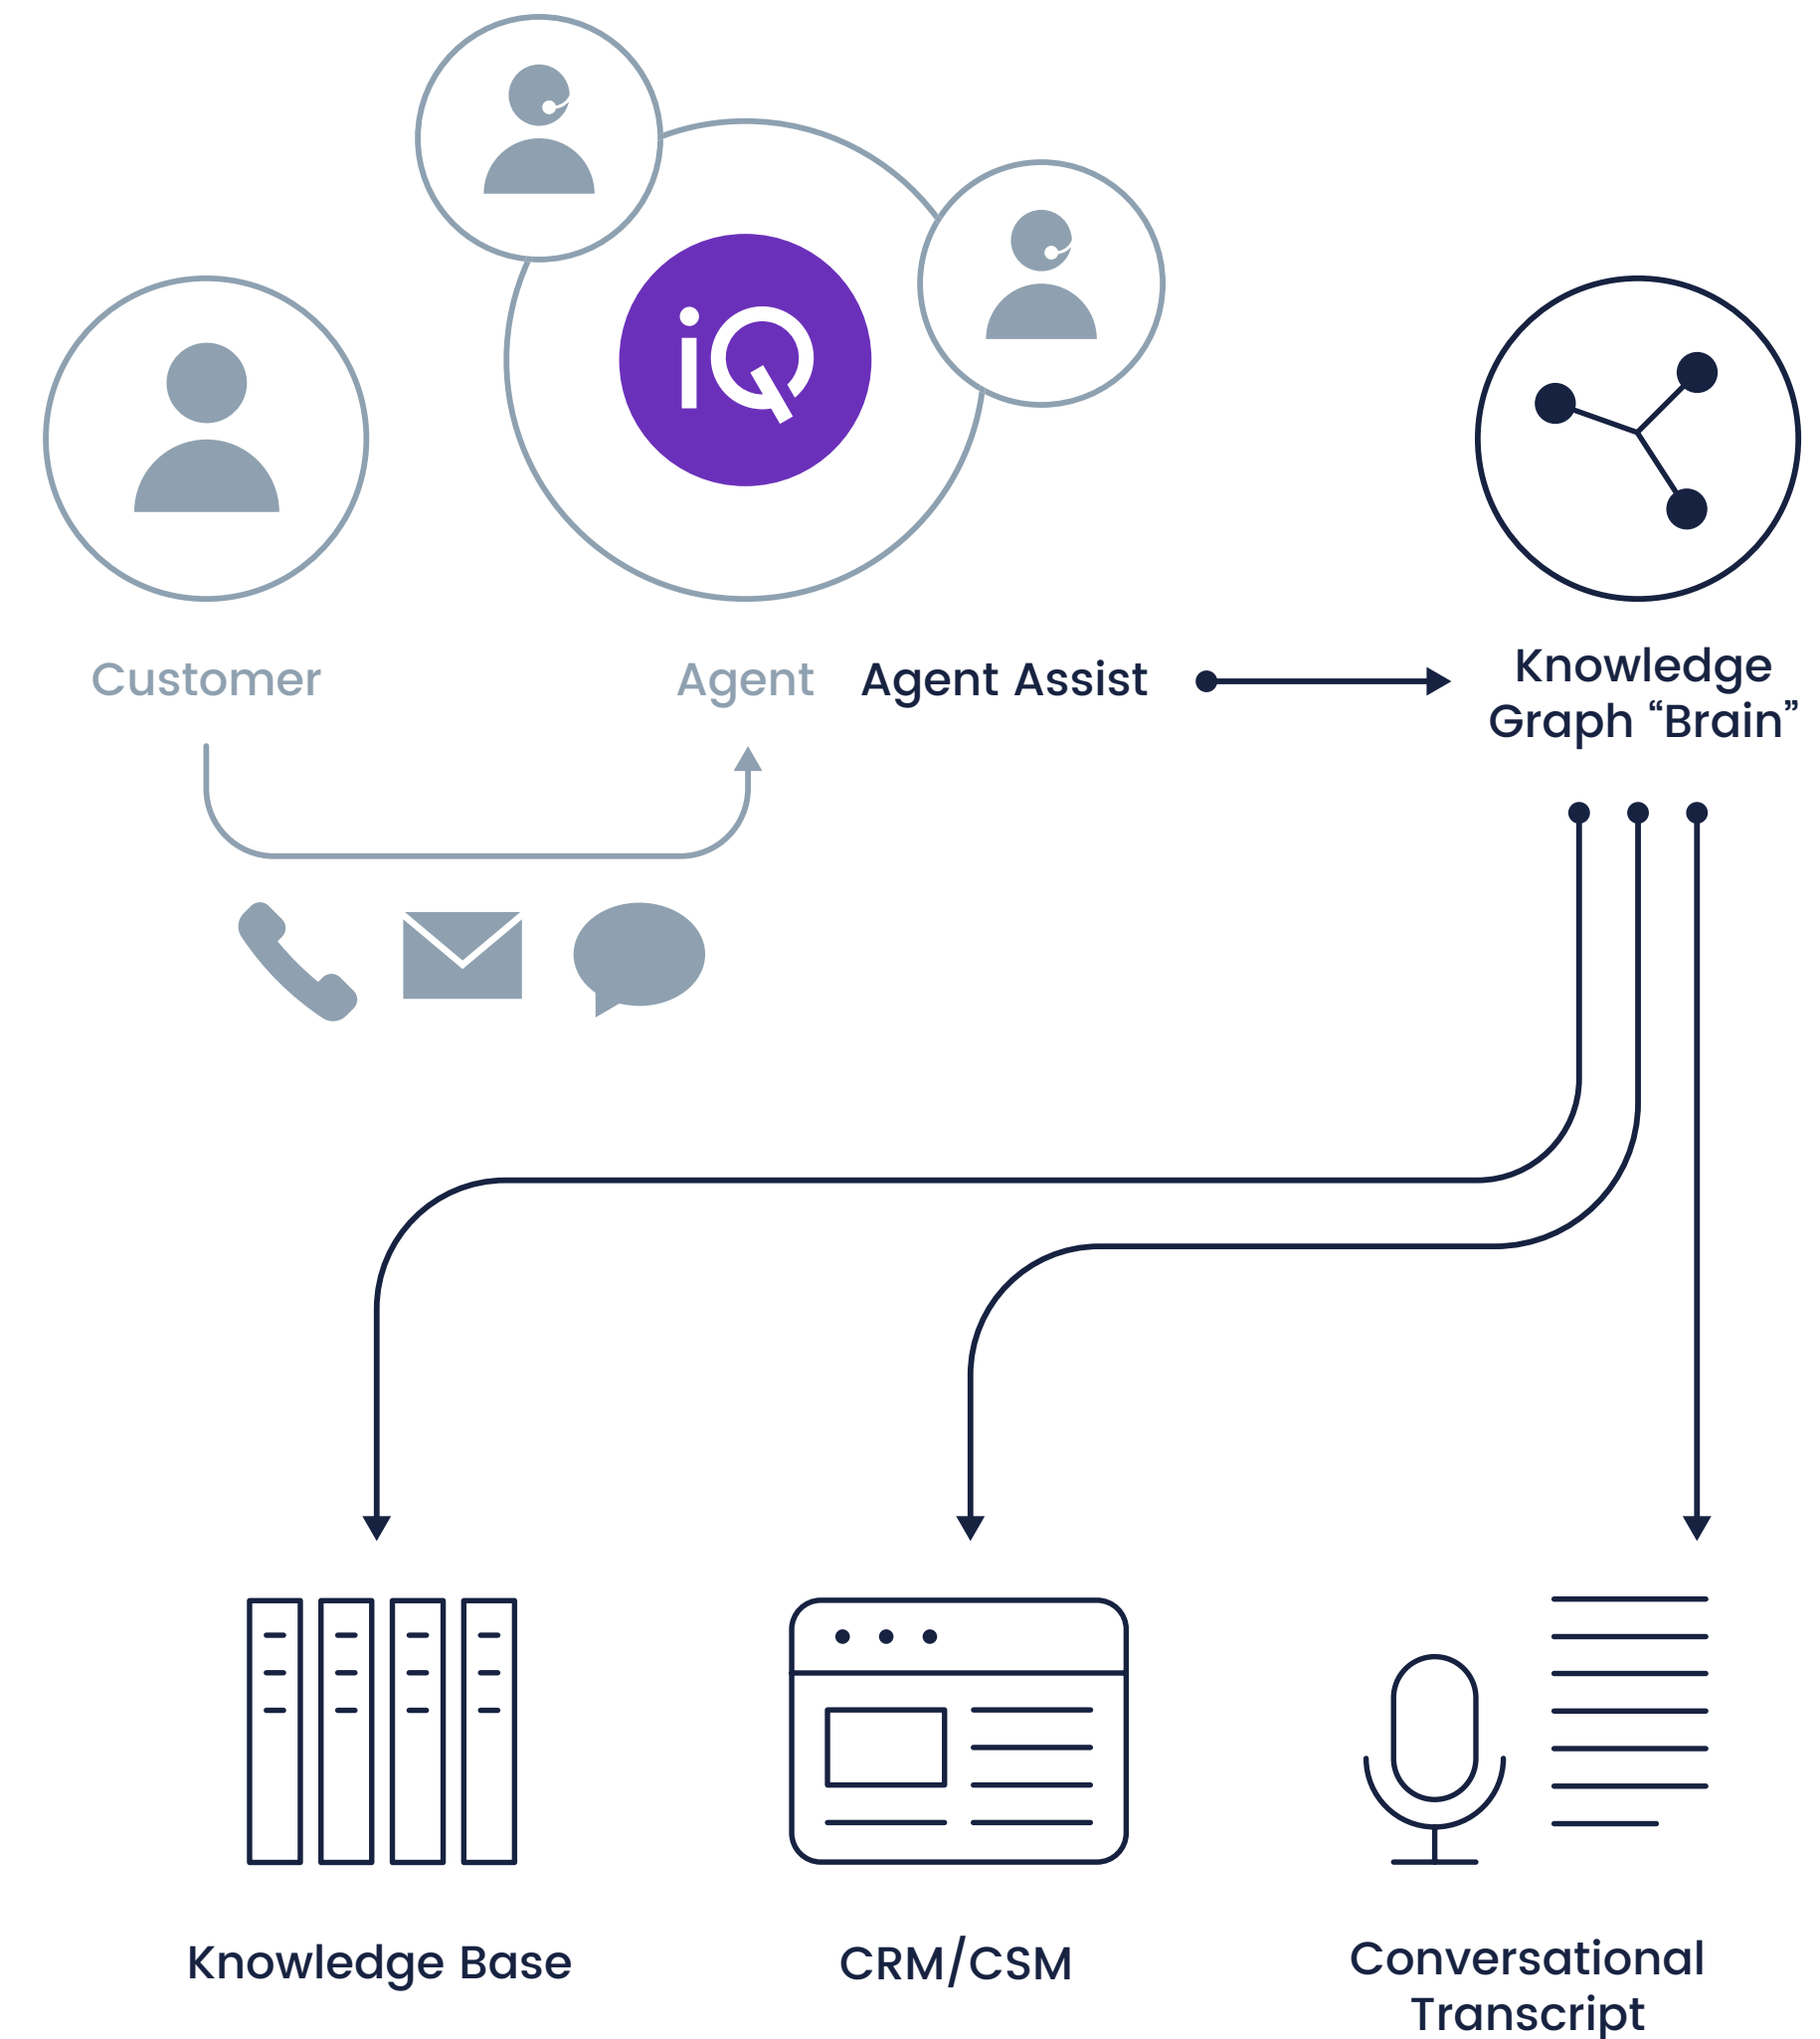 iQ
Customer
Agent
Agent Assist
Knowledge
Graph “Brain”
Knowledge Base
CRM/CSM
Conversational
Transcript